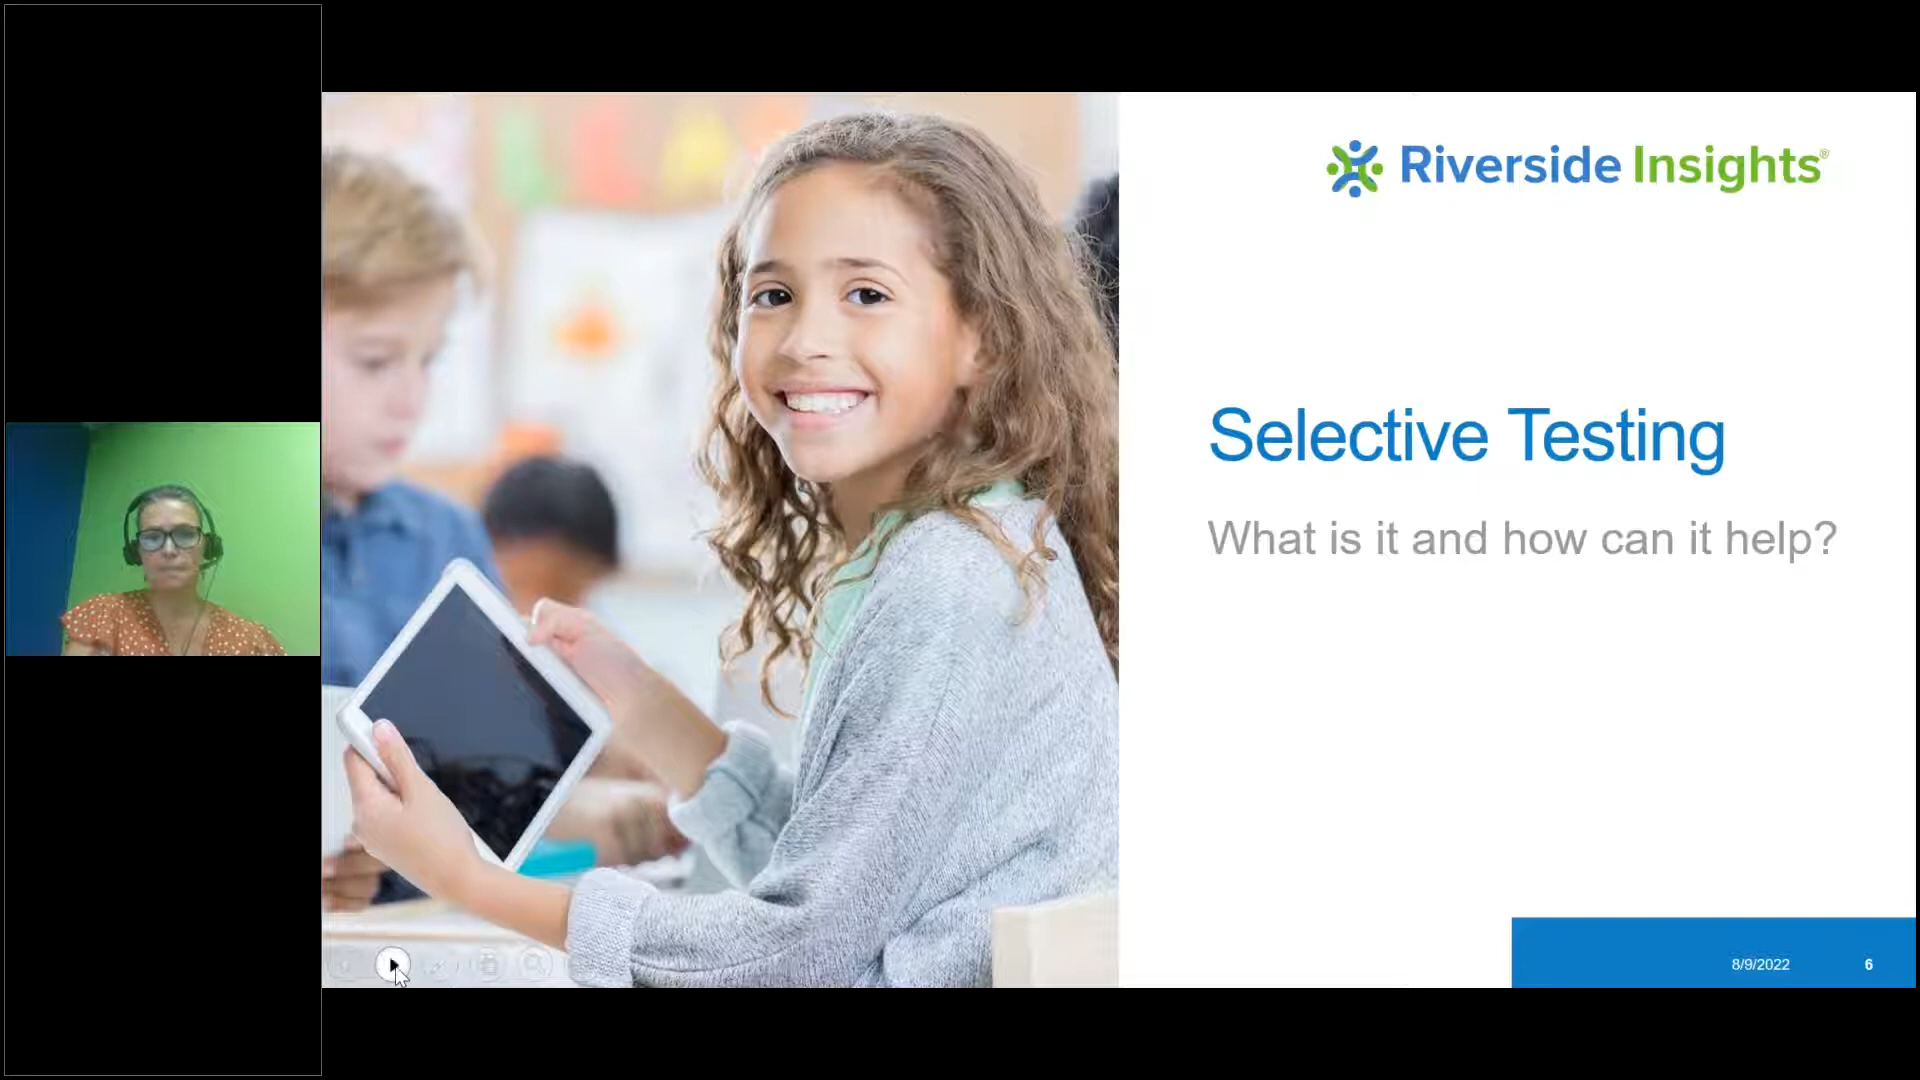 Riverside Insights®
Selective Testing
What is it and how can it help?
8/9/2022
6